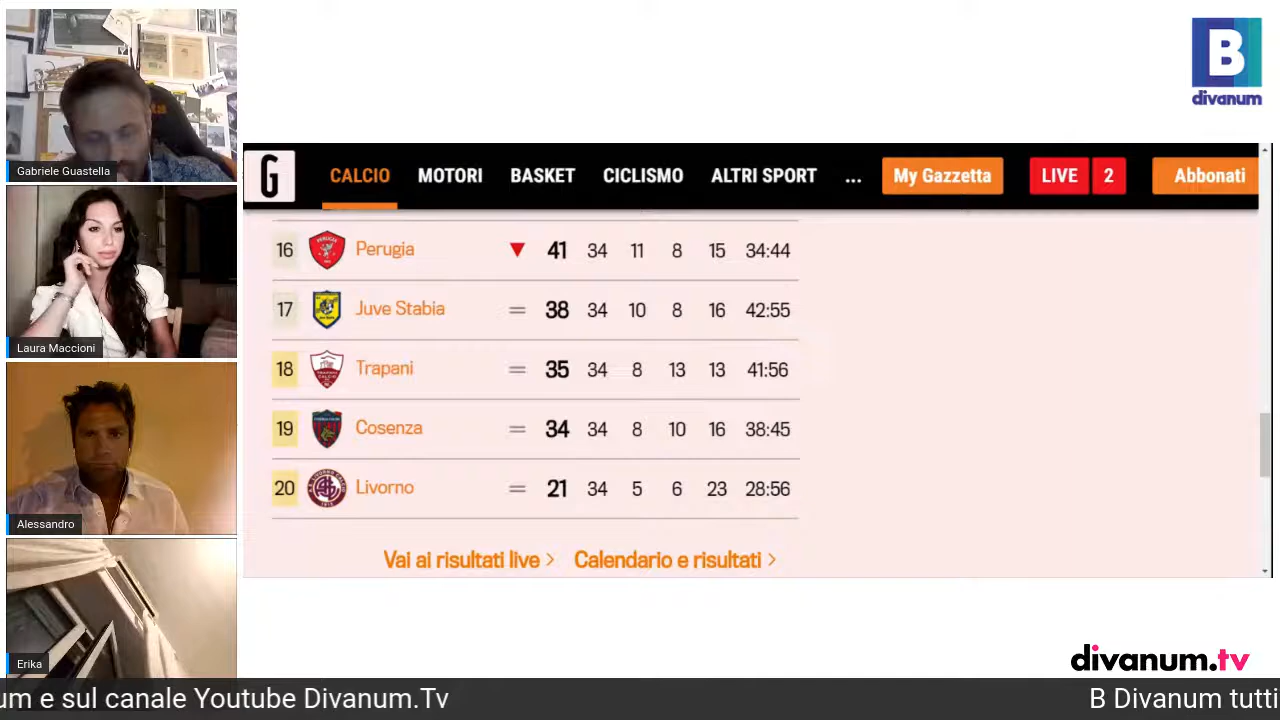 Gabriele Guastella
Laura Maccioni
Alessandro
Erika
B
divanum
G CALCIO MOTORI BASKET CICLISMO ALTRI SPORT ... My Gazzetta LIVE 2 Abbonati
16 Perugia 41 34 11 8 15 34:44
17 Juve Stabia = 38 34 10 8 16 42:55
18 Trapani = 35 34 8 13 13 41:56
19 Cosenza = 34 34 8 10 16 38:45
20 Livorno = 21 34 5 6 23 28:56
Vai ai risultati live > Calendario e risultati >
divanum.tv
um e sul canale Youtube Divanum.Tv B Divanum tutti